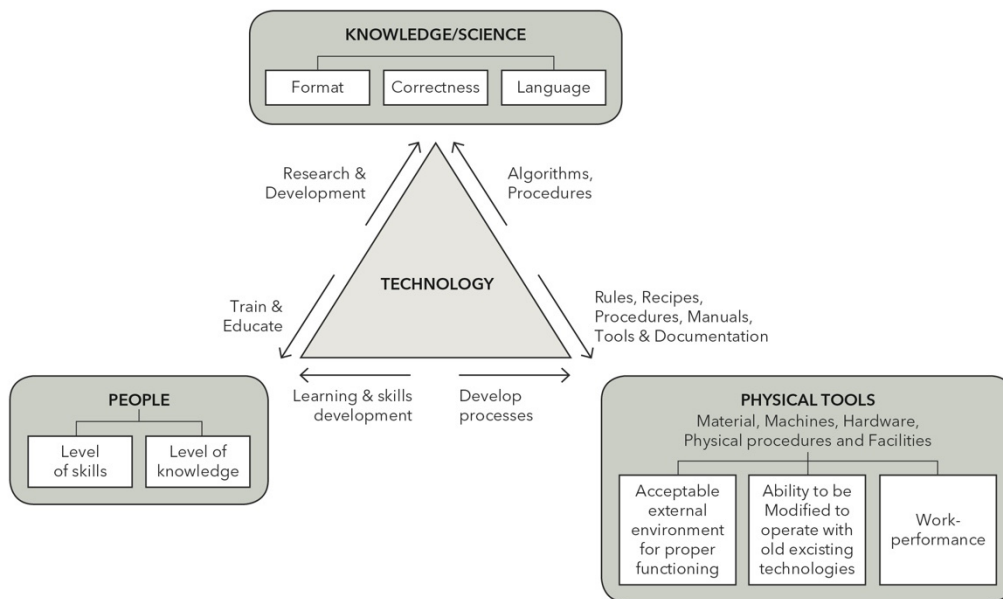 KNOWLEDGE/SCIENCE
Format
Correctness
Language
Research &
Development
Algorithms,
Procedures
TECHNOLOGY
Train &
Educate
Rules, Recipes,
Procedures, Manuals,
Tools & Documentation
Learning & skills
development
Develop
processes
PEOPLE
Level
of skills
Level of
knowledge
PHYSICAL TOOLS
Material, Machines, Hardware,
Physical procedures and Facilities
Acceptable
external
environment
for proper
functioning
Ability to be
Modified to
operate with
old excisting
technologies
Work-
performance